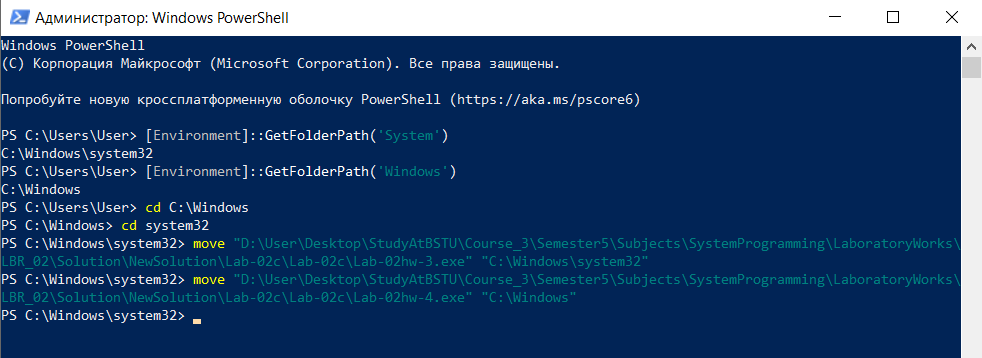 Администратор: Windows PowerShell
Windows PowerShell
(C) Корпорация Майкрософт (Microsoft Corporation). Все права защищены.
Попробуйте новую кроссплатформенную оболочку PowerShell (https://aka.ms/pscore6)
PS C:\Users\User> [Environment]::GetFolderPath('System')
C:\Windows\system32
PS C:\Users\User> [Environment]::GetFolderPath('Windows')
C:\Windows
PS C:\Users\User> cd C:\Windows
PS C:\Windows> cd system32
PS C:\Windows\system32> move "D:\User\Desktop\StudyAtBSTU\Course_3\Semester5\Subjects\SystemProgramming\LaboratoryWorks\
LBR_02\Solution\NewSolution\Lab-02c\Lab-02c\Lab-02hw-3.exe" "C:\Windows\system32"
PS C:\Windows\system32> move "D:\User\Desktop\StudyAtBSTU\Course_3\Semester5\Subjects\SystemProgramming\LaboratoryWorks\
LBR_02\Solution\NewSolution\Lab-02c\Lab-02c\Lab-02hw-4.exe" "C:\Windows"
PS C:\Windows\system32>